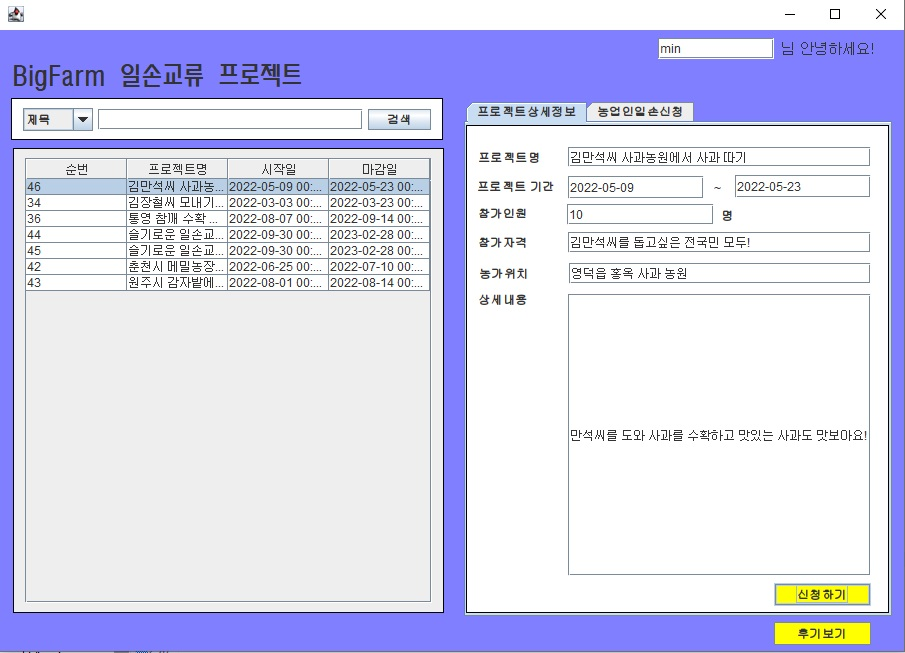 min 님 안녕하세요!
BigFarm 일손교류 프로젝트
제목 검색
순번 프로젝트명 시작일 마감일
46 김만석씨 사과농... 2022-05-09 00:... 2022-05-23 00:...
34 김장철씨 모내기... 2022-03-03 00:... 2022-03-23 00:...
36 통영 참깨 수확 ... 2022-08-07 00:... 2022-09-14 00:...
44 슬기로운 일손교... 2022-09-30 00:... 2023-02-28 00:...
45 슬기로운 일손교... 2022-09-30 00:... 2023-02-28 00:...
42 춘천시 메밀농장... 2022-06-25 00:... 2022-07-10 00:...
43 원주시 감자밭에... 2022-08-01 00:... 2022-08-14 00:...
프로젝트상세정보 농업인일손신청
프로젝트명 김만석씨 사과농원에서 사과 따기
프로젝트 기간 2022-05-09 ~ 2022-05-23
참가인원 10 명
참가자격 김만석씨를 돕고싶은 전국민 모두!
농가위치 영덕읍 홍옥 사과 농원
상세내용
만석씨를 도와 사과를 수확하고 맛있는 사과도 맛보아요!
신청하기
후기보기